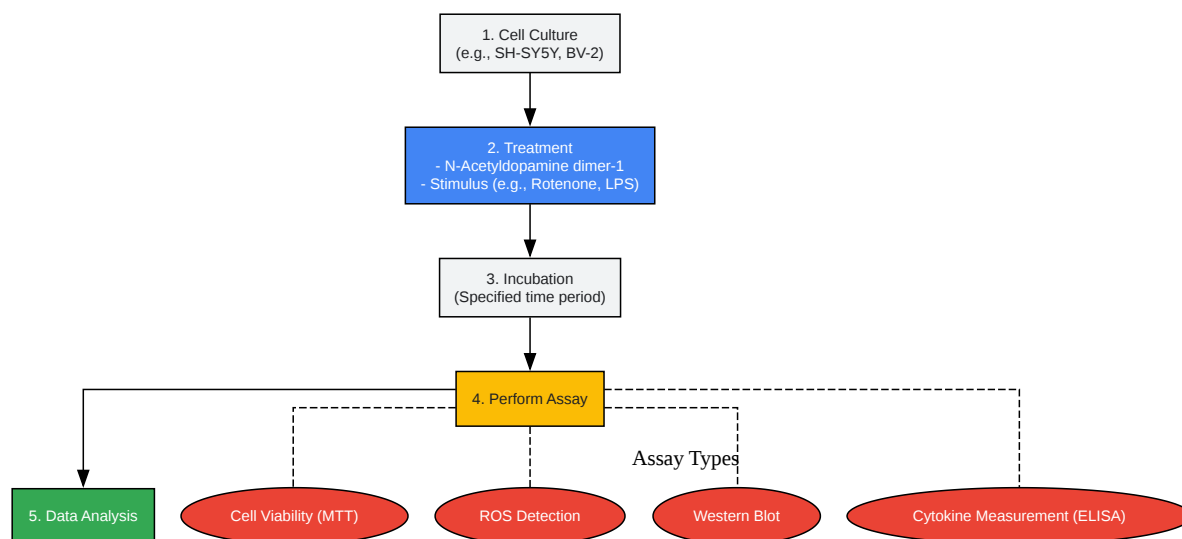 1. Cell Culture
(e.g., SH-SY5Y, BV-2)
2. Treatment
- N-Acetyldopamine dimer-1
- Stimulus (e.g., Rotenone, LPS)
3. Incubation
(Specified time period)
4. Perform Assay
Assay Types
5. Data Analysis
Cell Viability (MTT)
ROS Detection
Western Blot
Cytokine Measurement (ELISA)